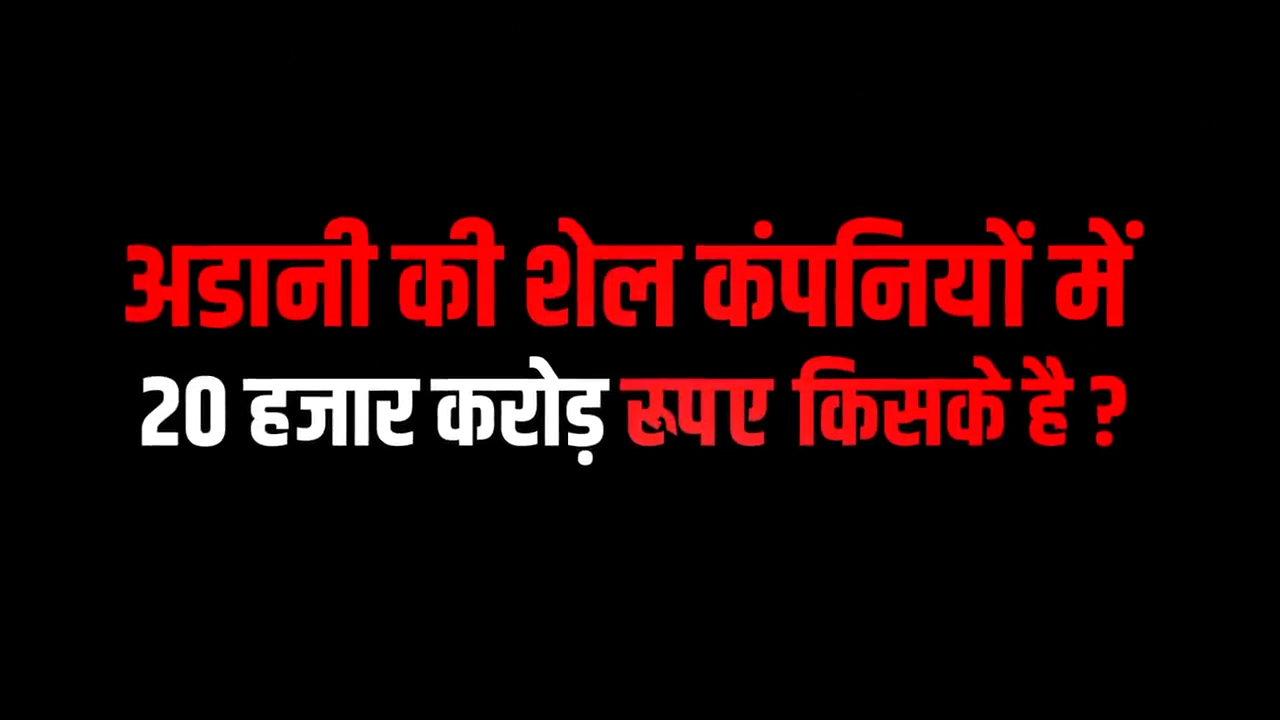 अडानी की शेल कंपनियों में
20 हजार करोड़ रूपए किसके है ?